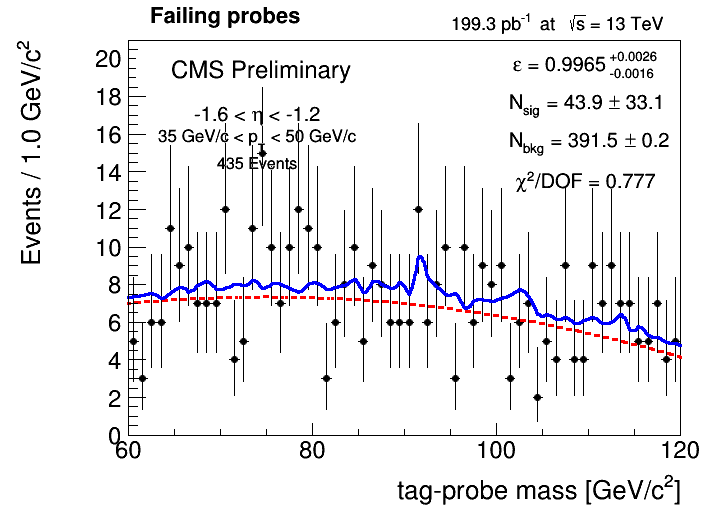 Failing probes
199.3 pb⁻¹ at √s = 13 TeV
CMS Preliminary
ε = 0.9965 +0.0026 -0.0016
-1.6 < η < -1.2
N_sig = 43.9 ± 33.1
35 GeV/c < p_T < 50 GeV/c
N_bkg = 391.5 ± 0.2
435 Events
χ²/DOF = 0.777
Events / 1.0 GeV/c²
20
18
16
14
12
10
8
6
4
2
0
60 80 100 120
tag-probe mass [GeV/c²]